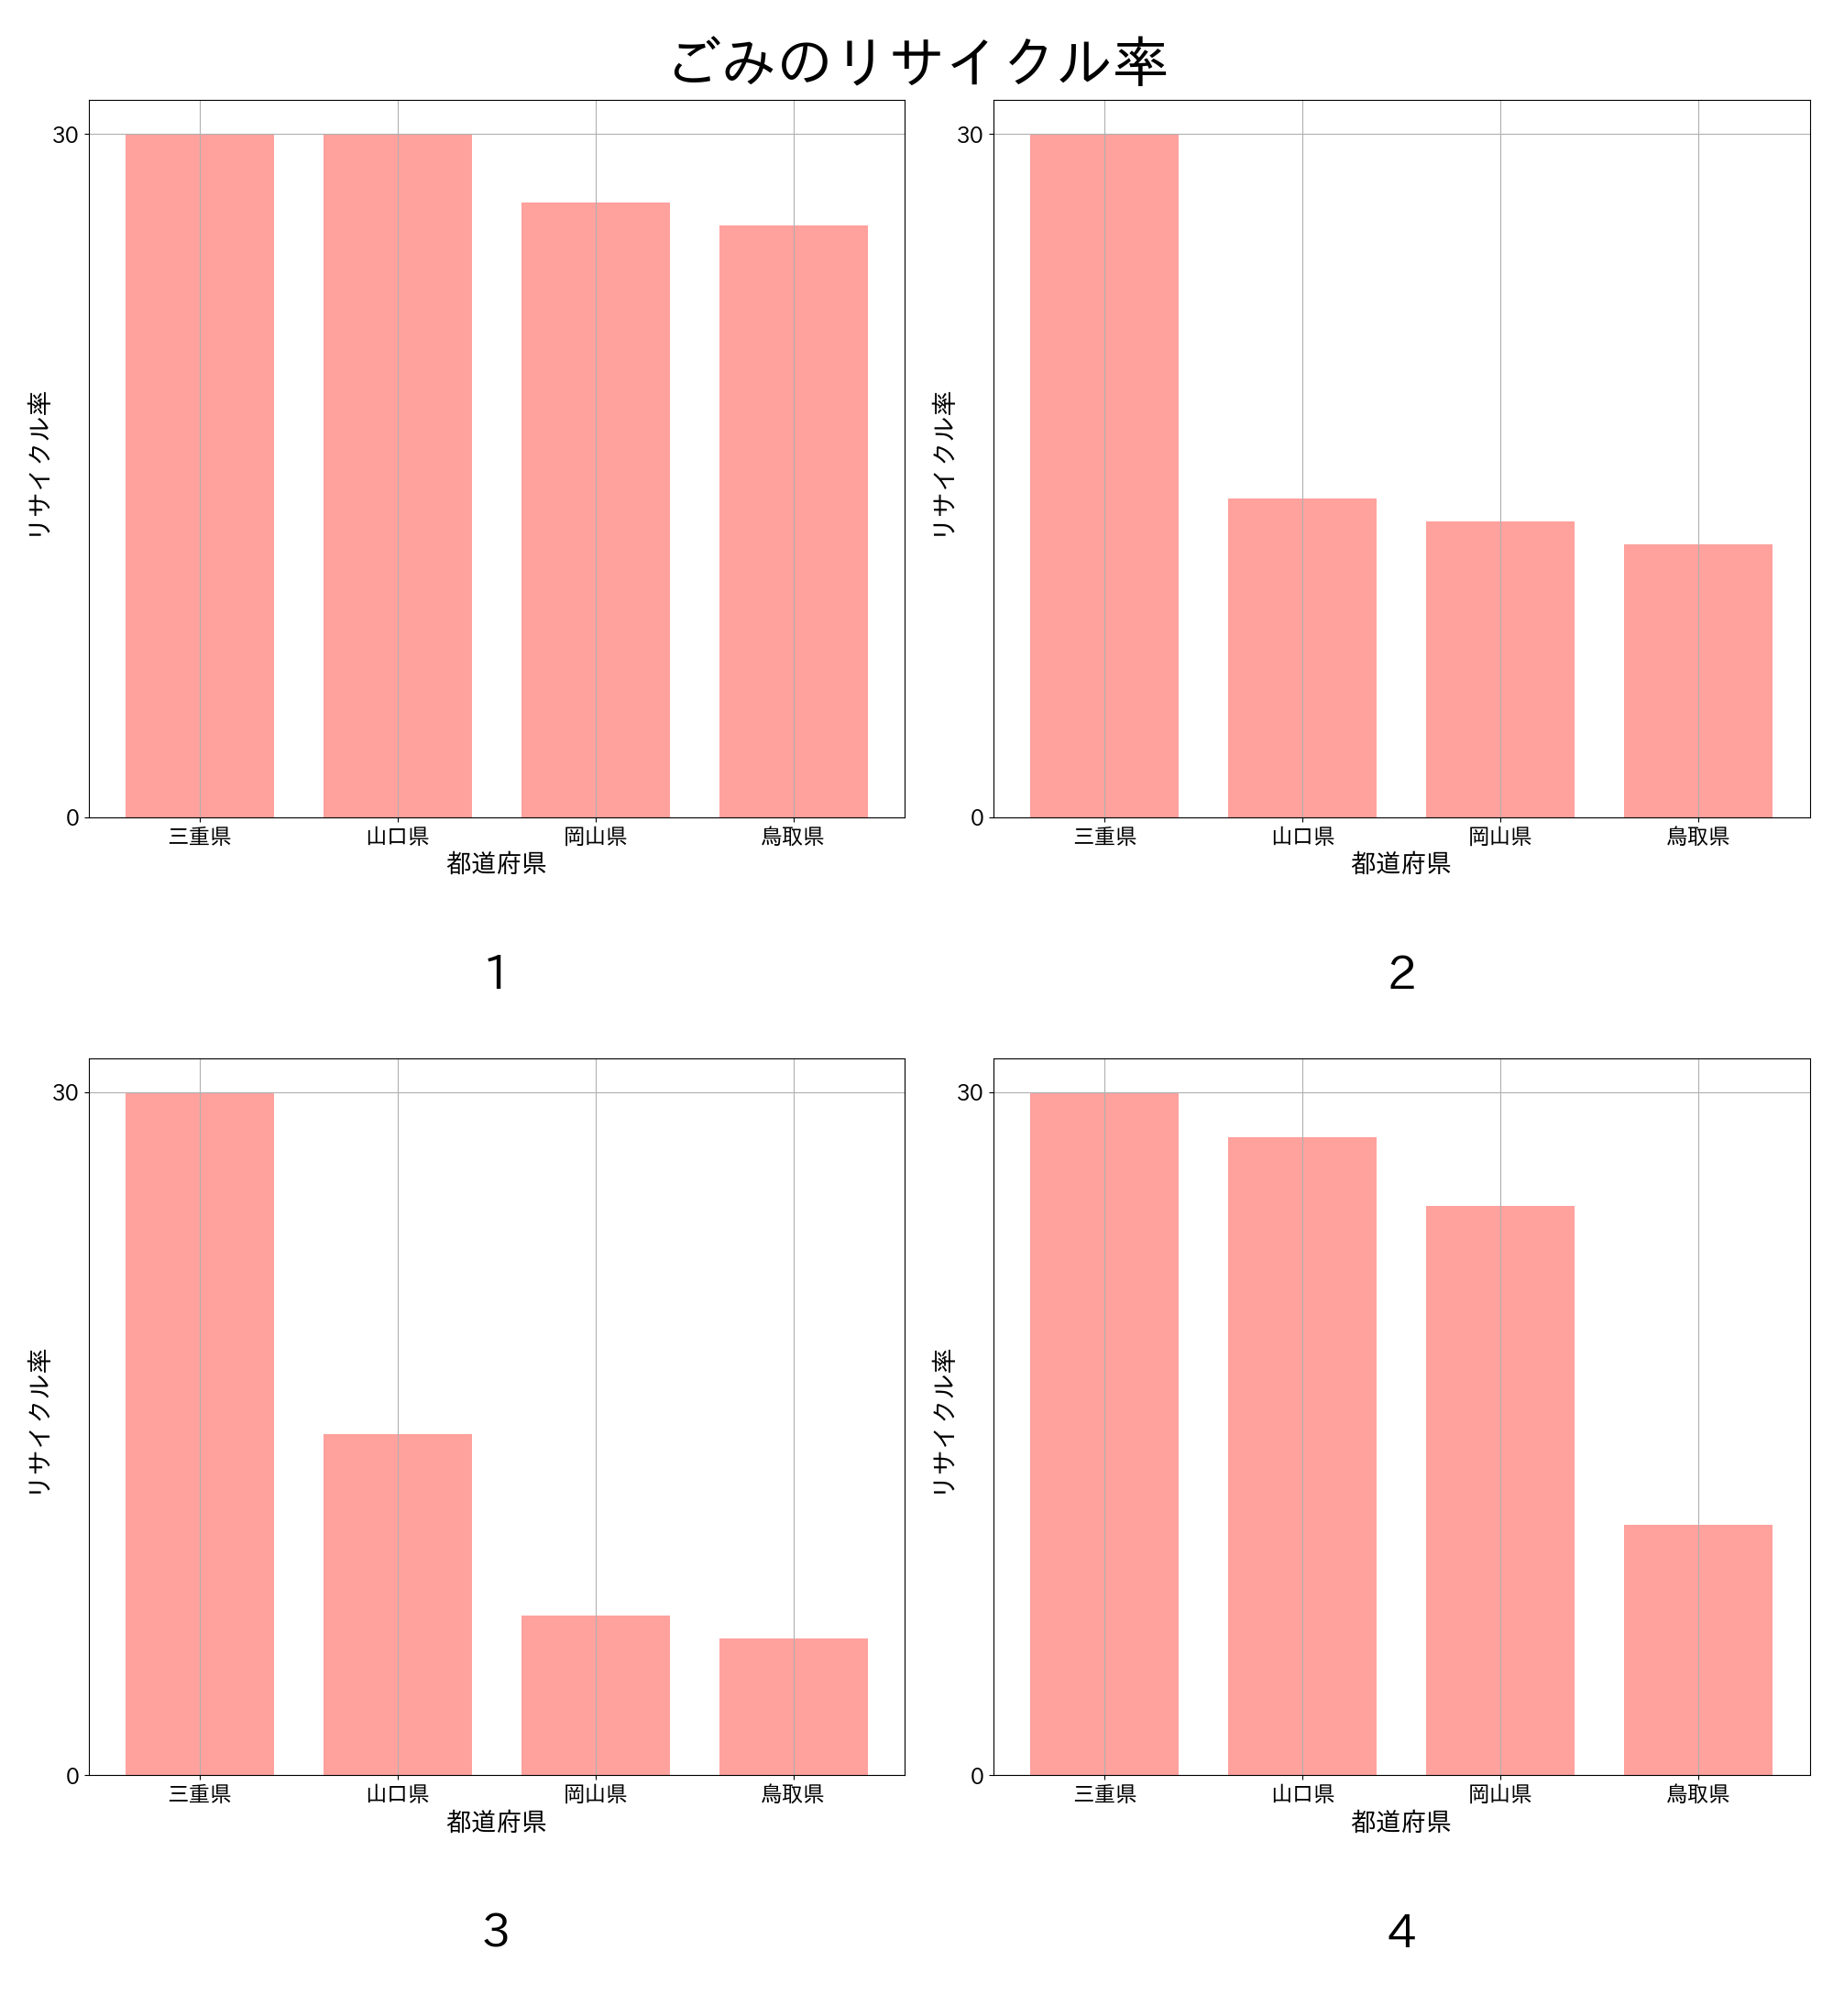 ごみのリサイクル率
30
0
リサイクル率
三重県 山口県 岡山県 鳥取県
都道府県
1
30
0
リサイクル率
三重県 山口県 岡山県 鳥取県
都道府県
2
30
0
リサイクル率
三重県 山口県 岡山県 鳥取県
都道府県
3
30
0
リサイクル率
三重県 山口県 岡山県 鳥取県
都道府県
4